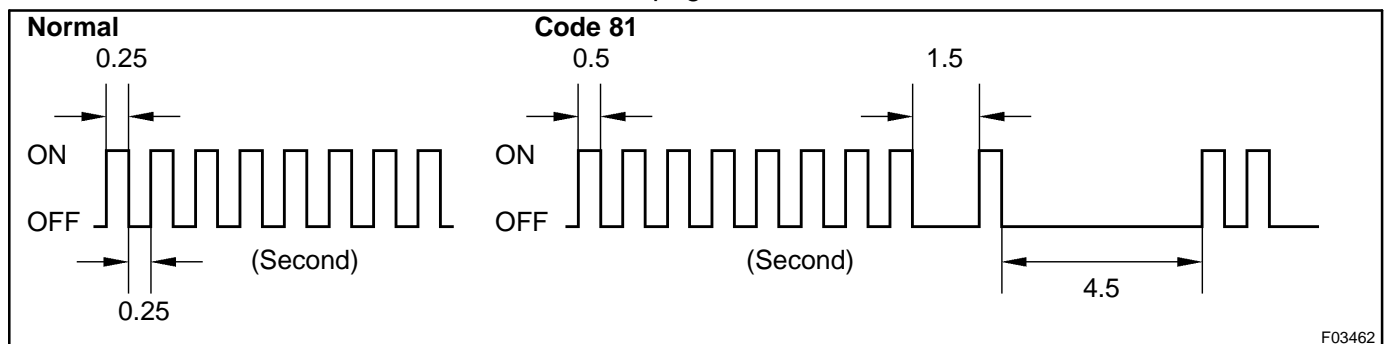 Normal
0.25
ON
OFF
(Second)
0.25
Code 81
0.5
1.5
ON
OFF
(Second)
4.5
F03462